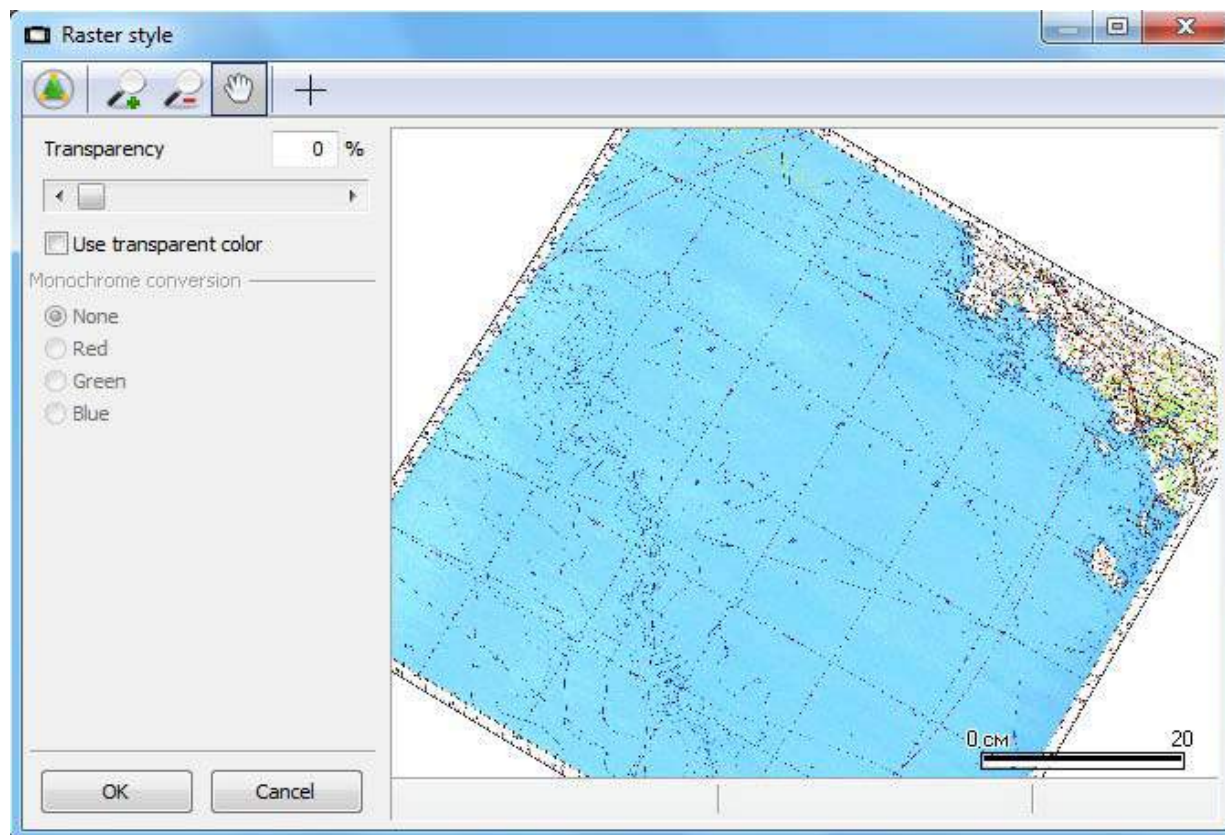 Raster style
Transparency 0 %
Use transparent color
Monochrome conversion
None
Red
Green
Blue
0 см 20
OK Cancel